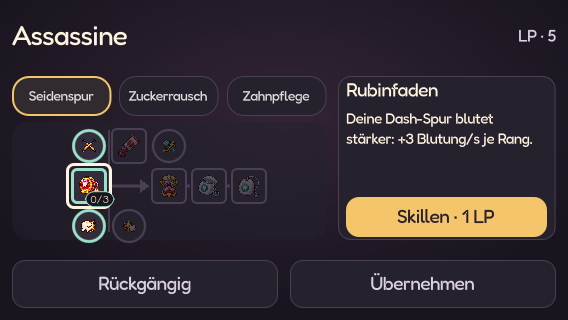 Assassine
LP · 5
Seidenspur
Zuckerrausch
Zahnpflege
Rubinfaden
Deine Dash-Spur blutet
stärker: +3 Blutung/s je Rang.
0/3
Skillen · 1 LP
Rückgängig
Übernehmen